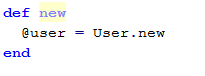 def new
  @user = User.new
end